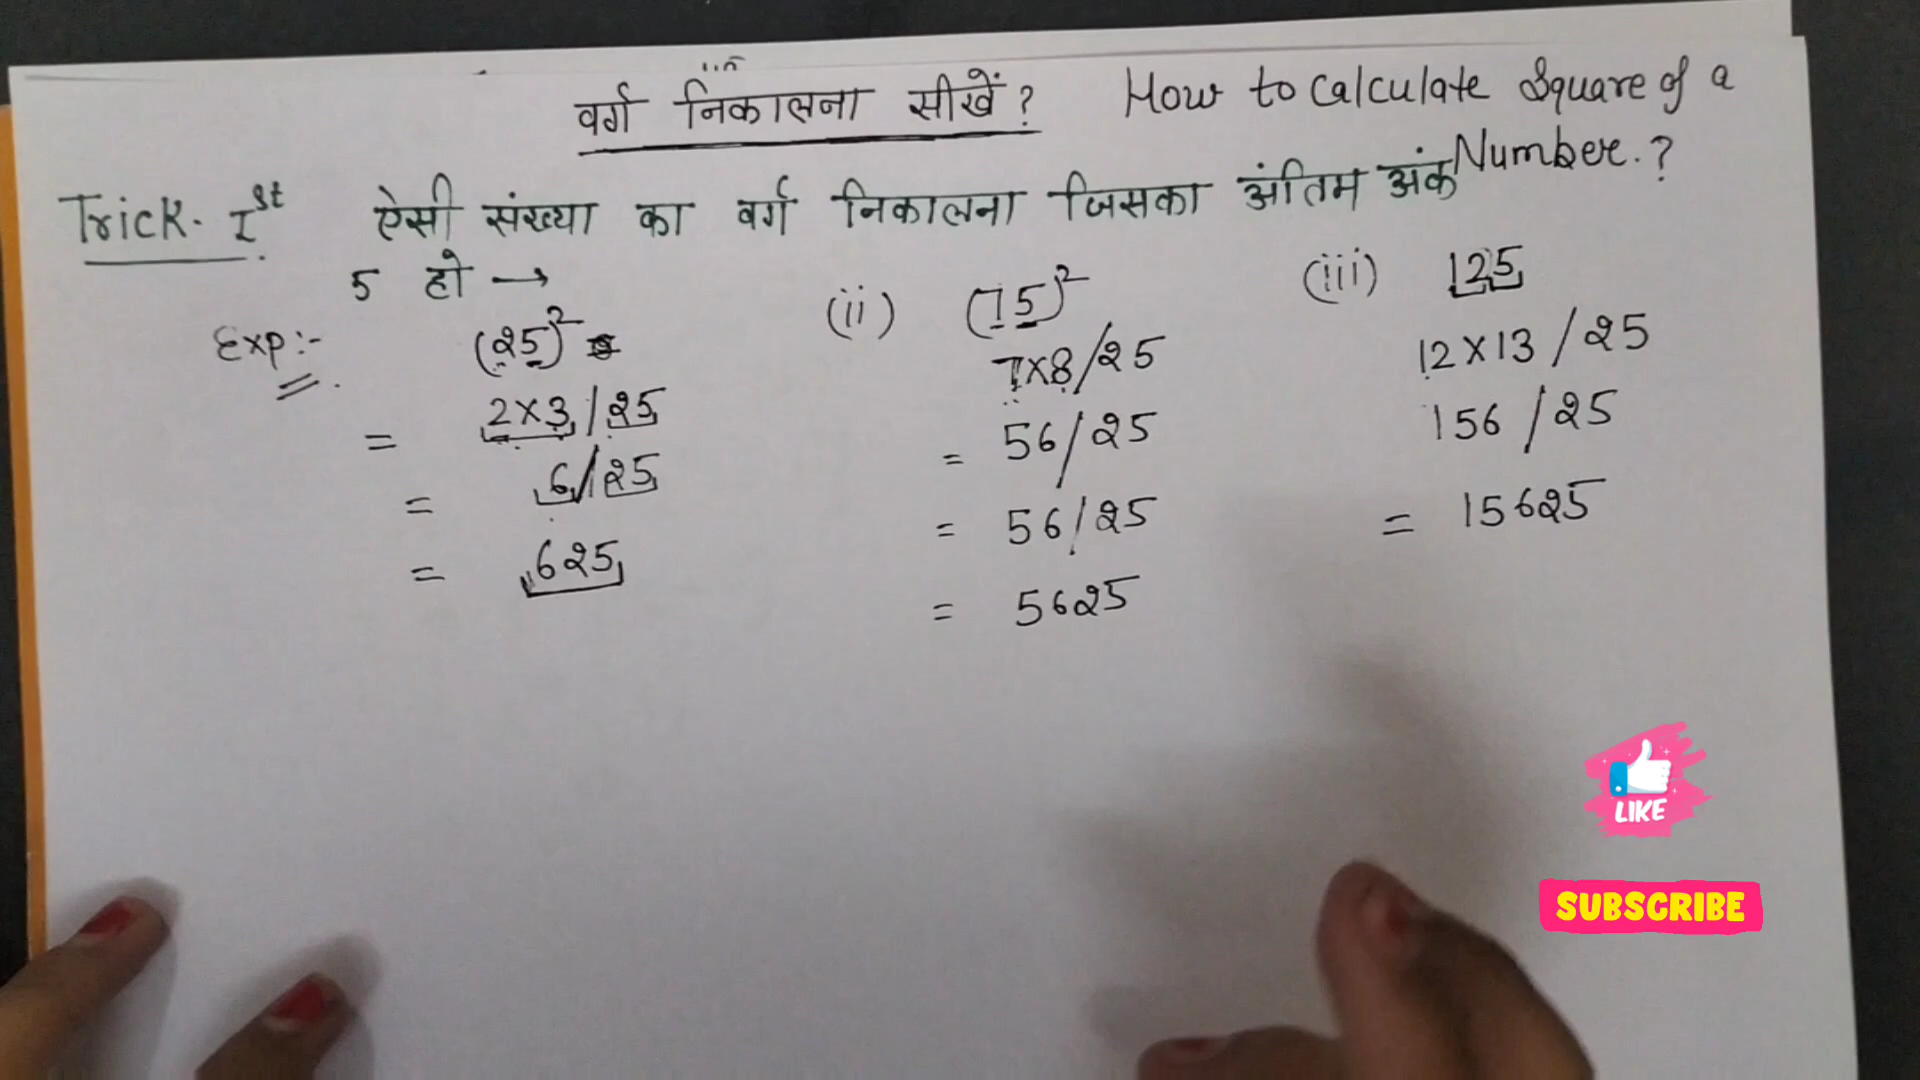 वर्ग निकालना सीखें? How to Calculate Square of a Number.?
Trick. Ist ऐसी संख्या का वर्ग निकालना जिसका अंतिम अंक
5 हो →
Exp:- (25)²
= 2×3/25
= 6/25
= 625
(ii) (75)²
7×8/25
= 56/25
= 56/25
= 5625
(iii) 125
12×13/25
156/25
= 15625
LIKE
SUBSCRIBE